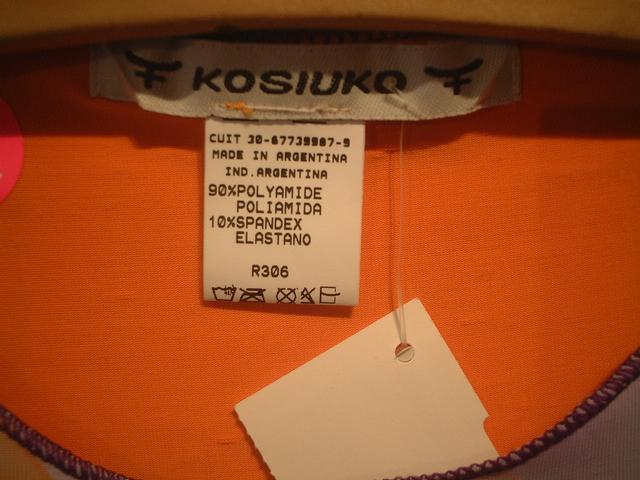 KOSIUKO
CUIT 30-67739987-9
MADE IN ARGENTINA
IND. ARGENTINA
90%POLYAMIDE
POLIAMIDA
10%SPANDEX
ELASTANO
R306